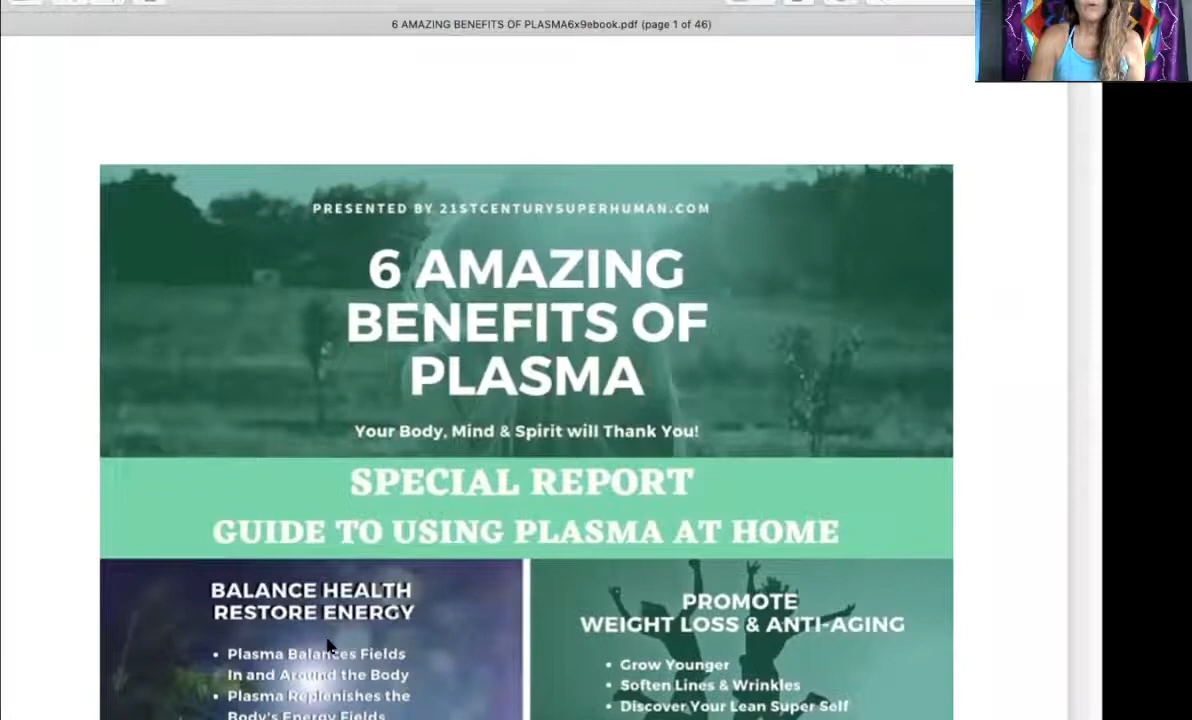 6 AMAZING BENEFITS OF PLASMA6x9ebook.pdf (page 1 of 46)
PRESENTED BY 21STCENTURYSUPERHUMAN.COM
6 AMAZING
BENEFITS OF
PLASMA
Your Body, Mind & Spirit will Thank You!
SPECIAL REPORT
GUIDE TO USING PLASMA AT HOME
BALANCE HEALTH
RESTORE ENERGY
• Plasma Balances Fields
In and Around the Body
• Plasma Replenishes the
Body's Energy Fields
PROMOTE
WEIGHT LOSS & ANTI-AGING
• Grow Younger
• Soften Lines & Wrinkles
• Discover Your Lean Super Self